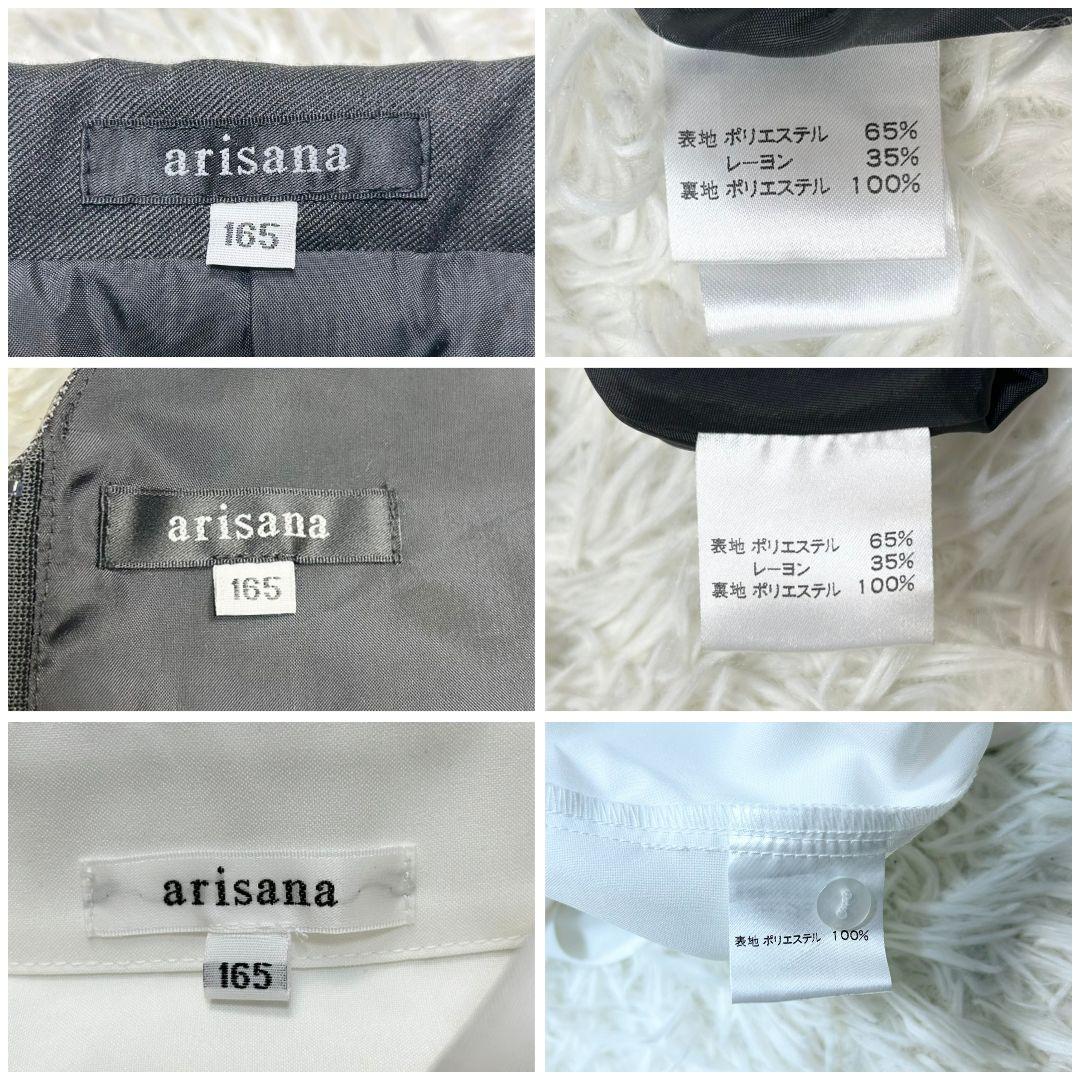 arisana
165
表地 ポリエステル 65%
レーヨン 35%
裏地 ポリエステル 100%
arisana
165
表地 ポリエステル 65%
レーヨン 35%
裏地 ポリエステル 100%
arisana
165
表地 ポリエステル 100%